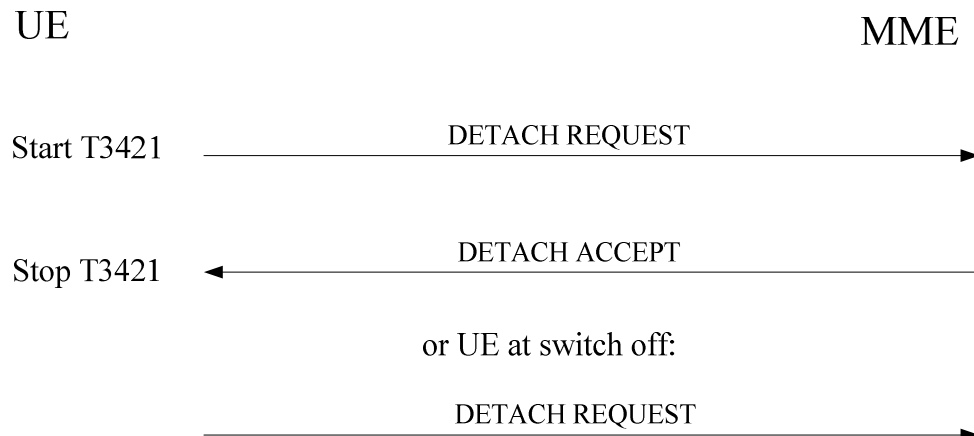 UE MME
Start T3421 DETACH REQUEST
Stop T3421 DETACH ACCEPT
or UE at switch off:
DETACH REQUEST